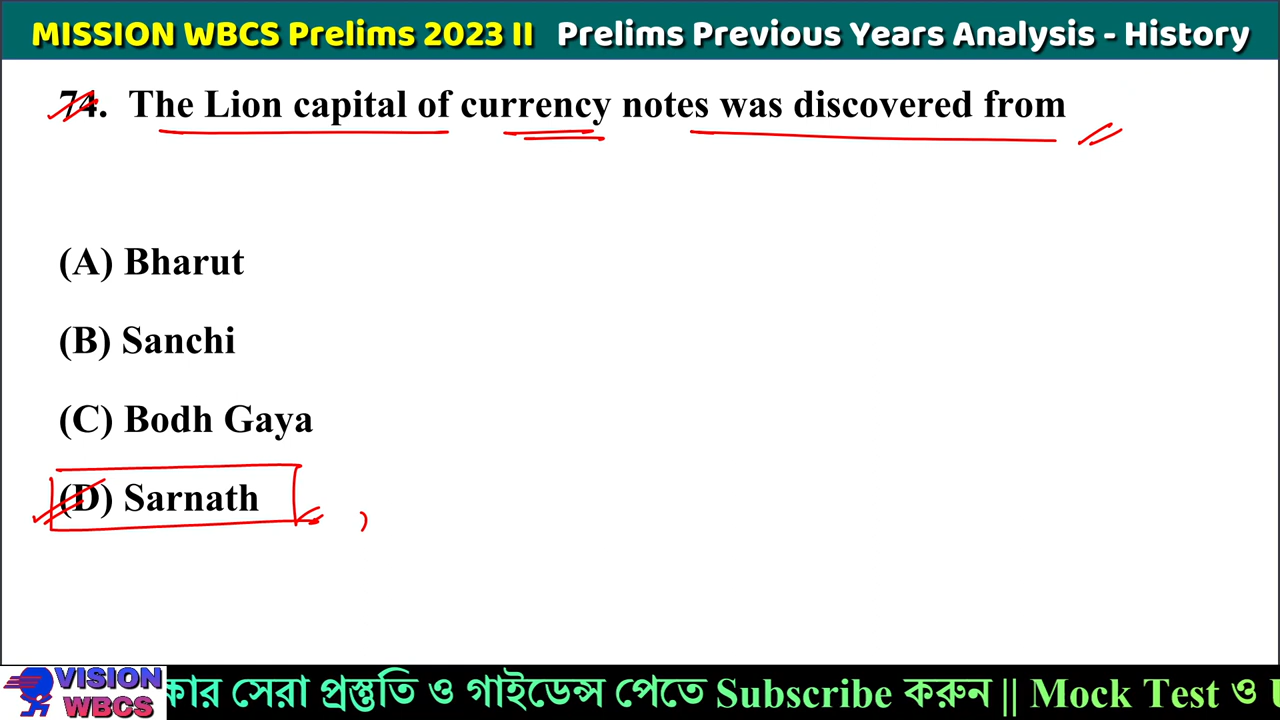 MISSION WBCS Prelims 2023 II Prelims Previous Years Analysis - History
74. The Lion capital of currency notes was discovered from
(A) Bharut
(B) Sanchi
(C) Bodh Gaya
(D) Sarnath
VISION
WBCS
কার সেরা প্রস্তুতি ও গাইডেন্স পেতে Subscribe করুন || Mock Test ও